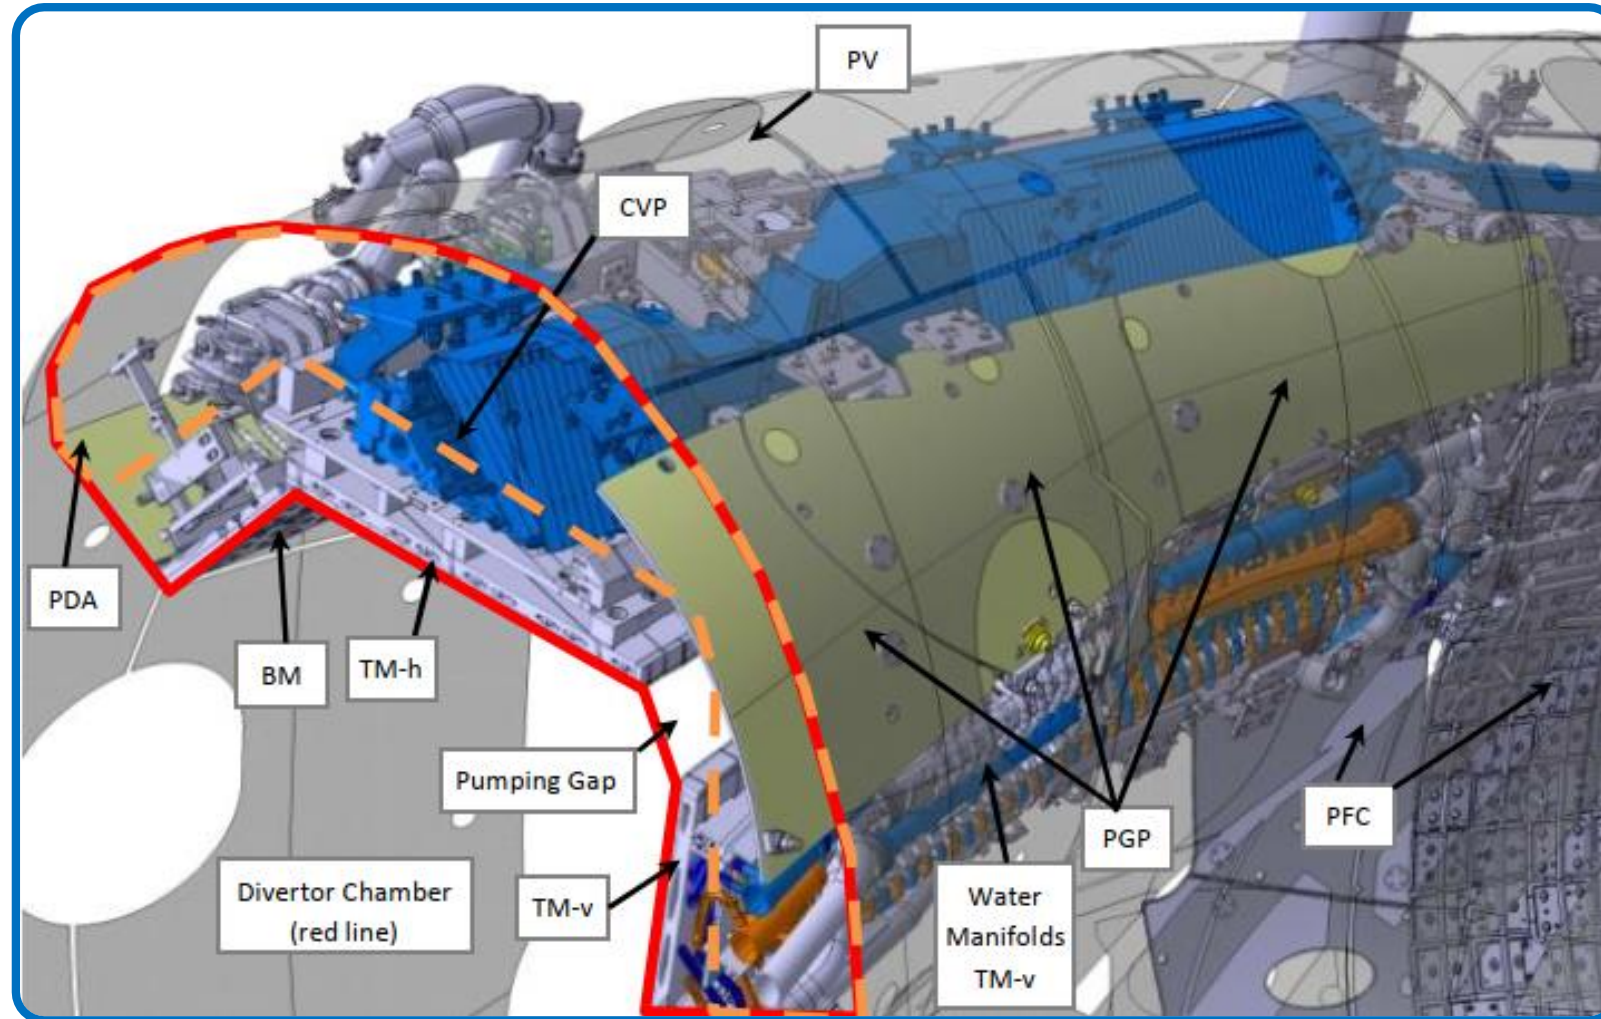 PV
CVP
PDA
BM
TM-h
Pumping Gap
Divertor Chamber
(red line)
TM-v
Water
Manifolds
TM-v
PGP
PFC